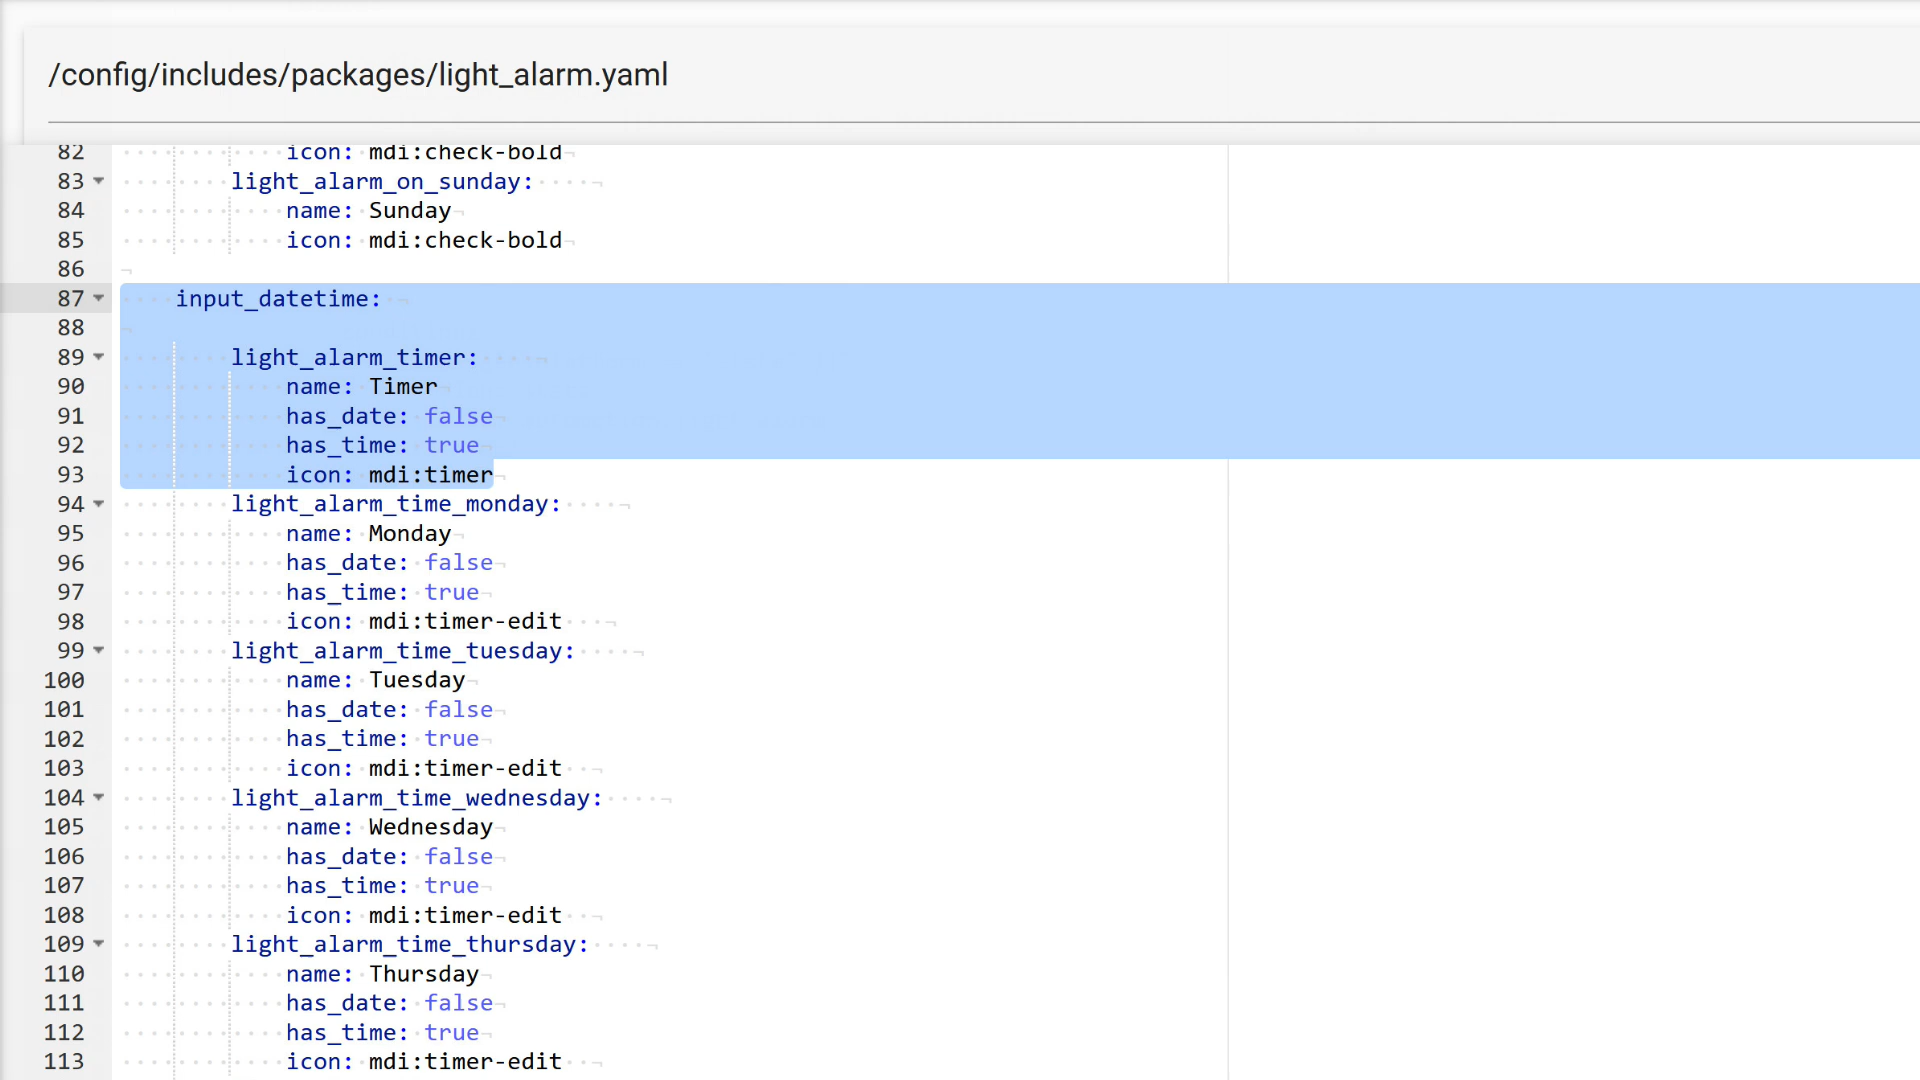 /config/includes/packages/light_alarm.yaml
82 icon: mdi:check-bold
83 light_alarm_on_sunday:
84 name: Sunday
85 icon: mdi:check-bold
86
87 input_datetime:
88
89 light_alarm_timer:
90 name: Timer
91 has_date: false
92 has_time: true
93 icon: mdi:timer
94 light_alarm_time_monday:
95 name: Monday
96 has_date: false
97 has_time: true
98 icon: mdi:timer-edit
99 light_alarm_time_tuesday:
100 name: Tuesday
101 has_date: false
102 has_time: true
103 icon: mdi:timer-edit
104 light_alarm_time_wednesday:
105 name: Wednesday
106 has_date: false
107 has_time: true
108 icon: mdi:timer-edit
109 light_alarm_time_thursday:
110 name: Thursday
111 has_date: false
112 has_time: true
113 icon: mdi:timer-edit